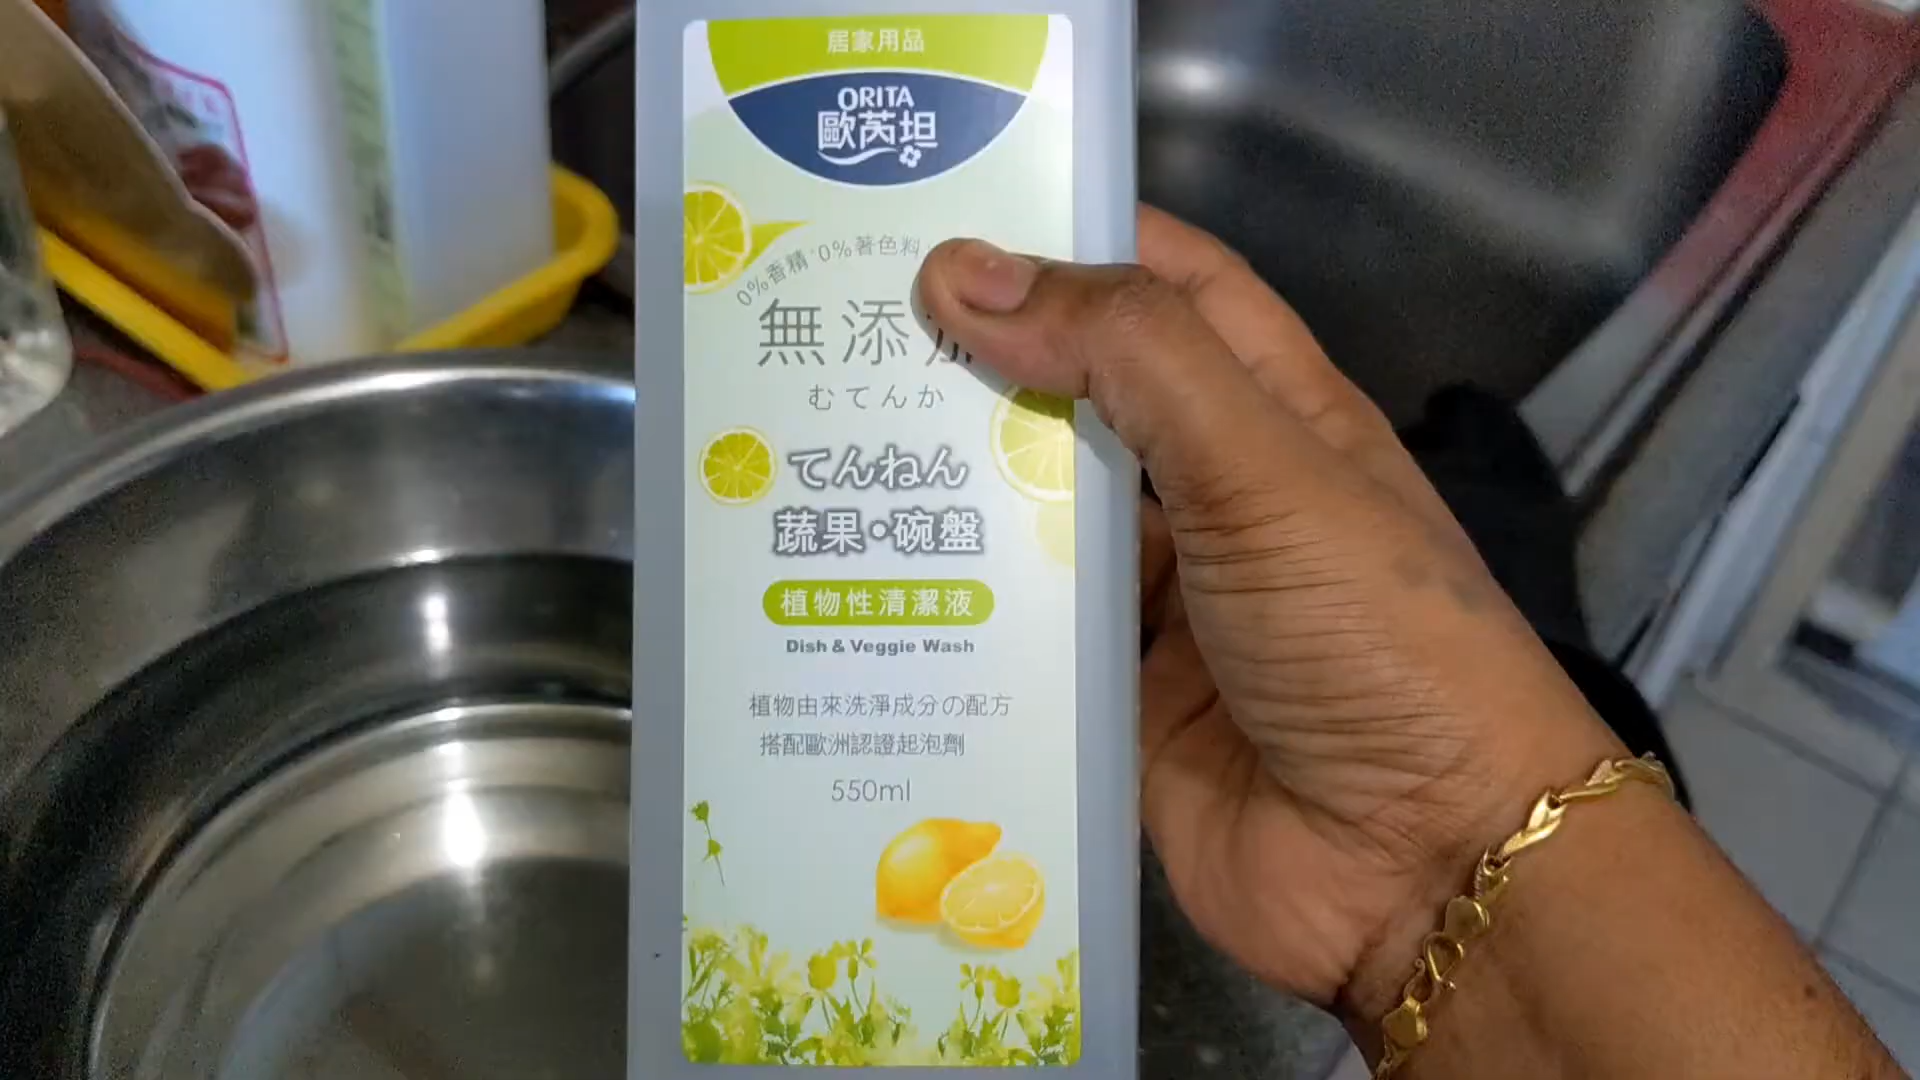 居家用品
ORITA
歐芮坦
0%香精·0%著色料
無添
むてんか
てんねん
蔬果•碗盤
植物性清潔液
Dish & Veggie Wash
植物由來洗淨成分の配方
搭配歐洲認證起泡劑
550ml